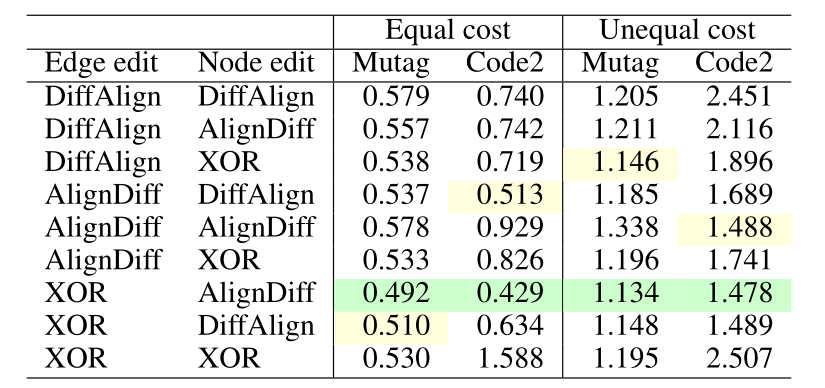 Equal cost Unequal cost
Edge edit Node edit Mutag Code2 Mutag Code2
DiffAlign DiffAlign 0.579 0.740 1.205 2.451
DiffAlign AlignDiff 0.557 0.742 1.211 2.116
DiffAlign XOR 0.538 0.719 1.146 1.896
AlignDiff DiffAlign 0.537 0.513 1.185 1.689
AlignDiff AlignDiff 0.578 0.929 1.338 1.488
AlignDiff XOR 0.533 0.826 1.196 1.741
XOR AlignDiff 0.492 0.429 1.134 1.478
XOR DiffAlign 0.510 0.634 1.148 1.489
XOR XOR 0.530 1.588 1.195 2.507